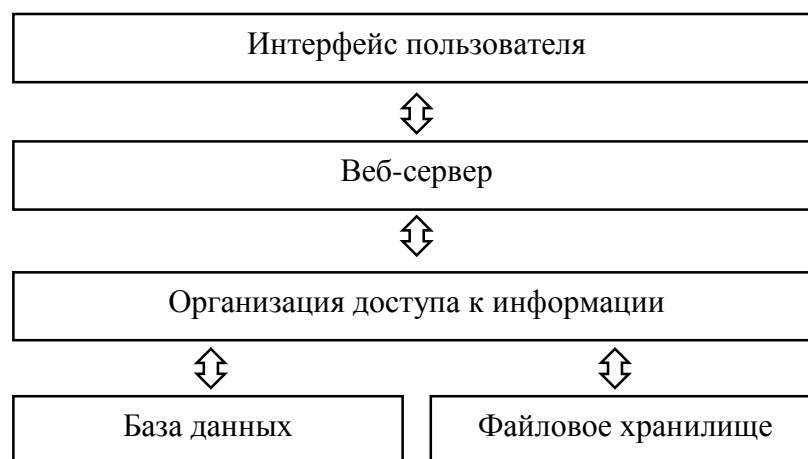 Интерфейс пользователя
Веб-сервер
Организация доступа к информации
База данных
Файловое хранилище